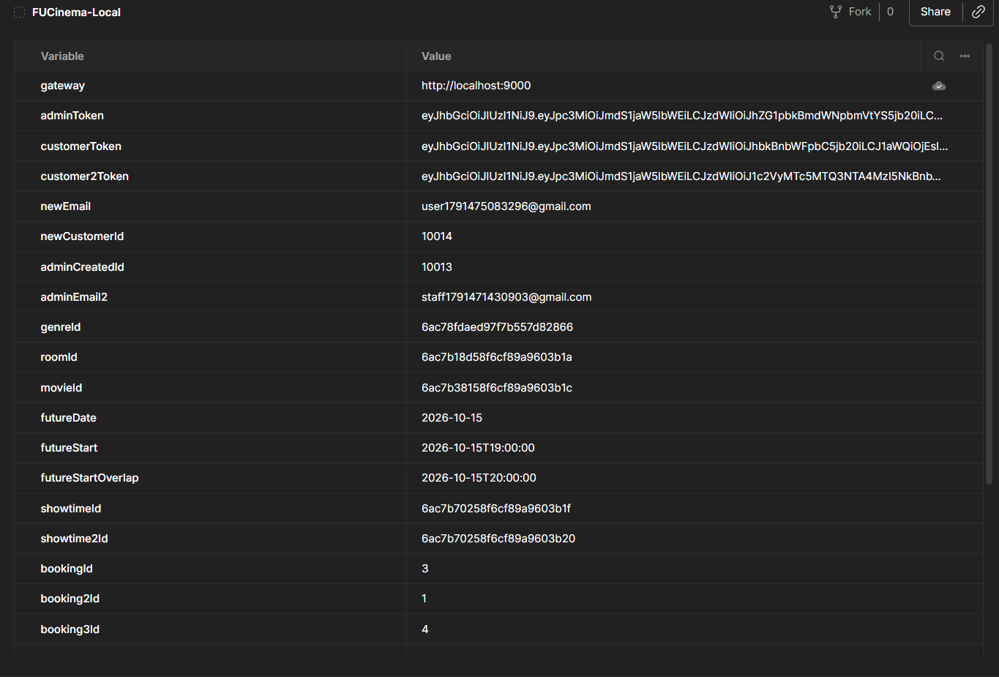 FUCinema-Local
Fork 0 Share
Variable Value
gateway http://localhost:9000
adminToken eyJhbGciOiJIUzI1NiJ9.eyJpc3MiOiJmdS1jaW5lbWEiLCJzdWIiOiJhZG1pbkBmdWNpbmVtYS5jb20iLC...
customerToken eyJhbGciOiJIUzI1NiJ9.eyJpc3MiOiJmdS1jaW5lbWEiLCJzdWIiOiJhbkBnbWFpbC5jb20iLCJ1aWQiOjEsI...
customer2Token eyJhbGciOiJIUzI1NiJ9.eyJpc3MiOiJmdS1jaW5lbWEiLCJzdWIiOiJ1c2VyMTc5MTQ3NTA4MzI5NkBnb...
newEmail user1791475083296@gmail.com
newCustomerId 10014
adminCreatedId 10013
adminEmail2 staff1791471430903@gmail.com
genreId 6ac78fdaed97f7b557d82866
roomId 6ac7b18d58f6cf89a9603b1a
movieId 6ac7b38158f6cf89a9603b1c
futureDate 2026-10-15
futureStart 2026-10-15T19:00:00
futureStartOverlap 2026-10-15T20:00:00
showtimeId 6ac7b70258f6cf89a9603b1f
showtime2Id 6ac7b70258f6cf89a9603b20
bookingId 3
booking2Id 1
booking3Id 4